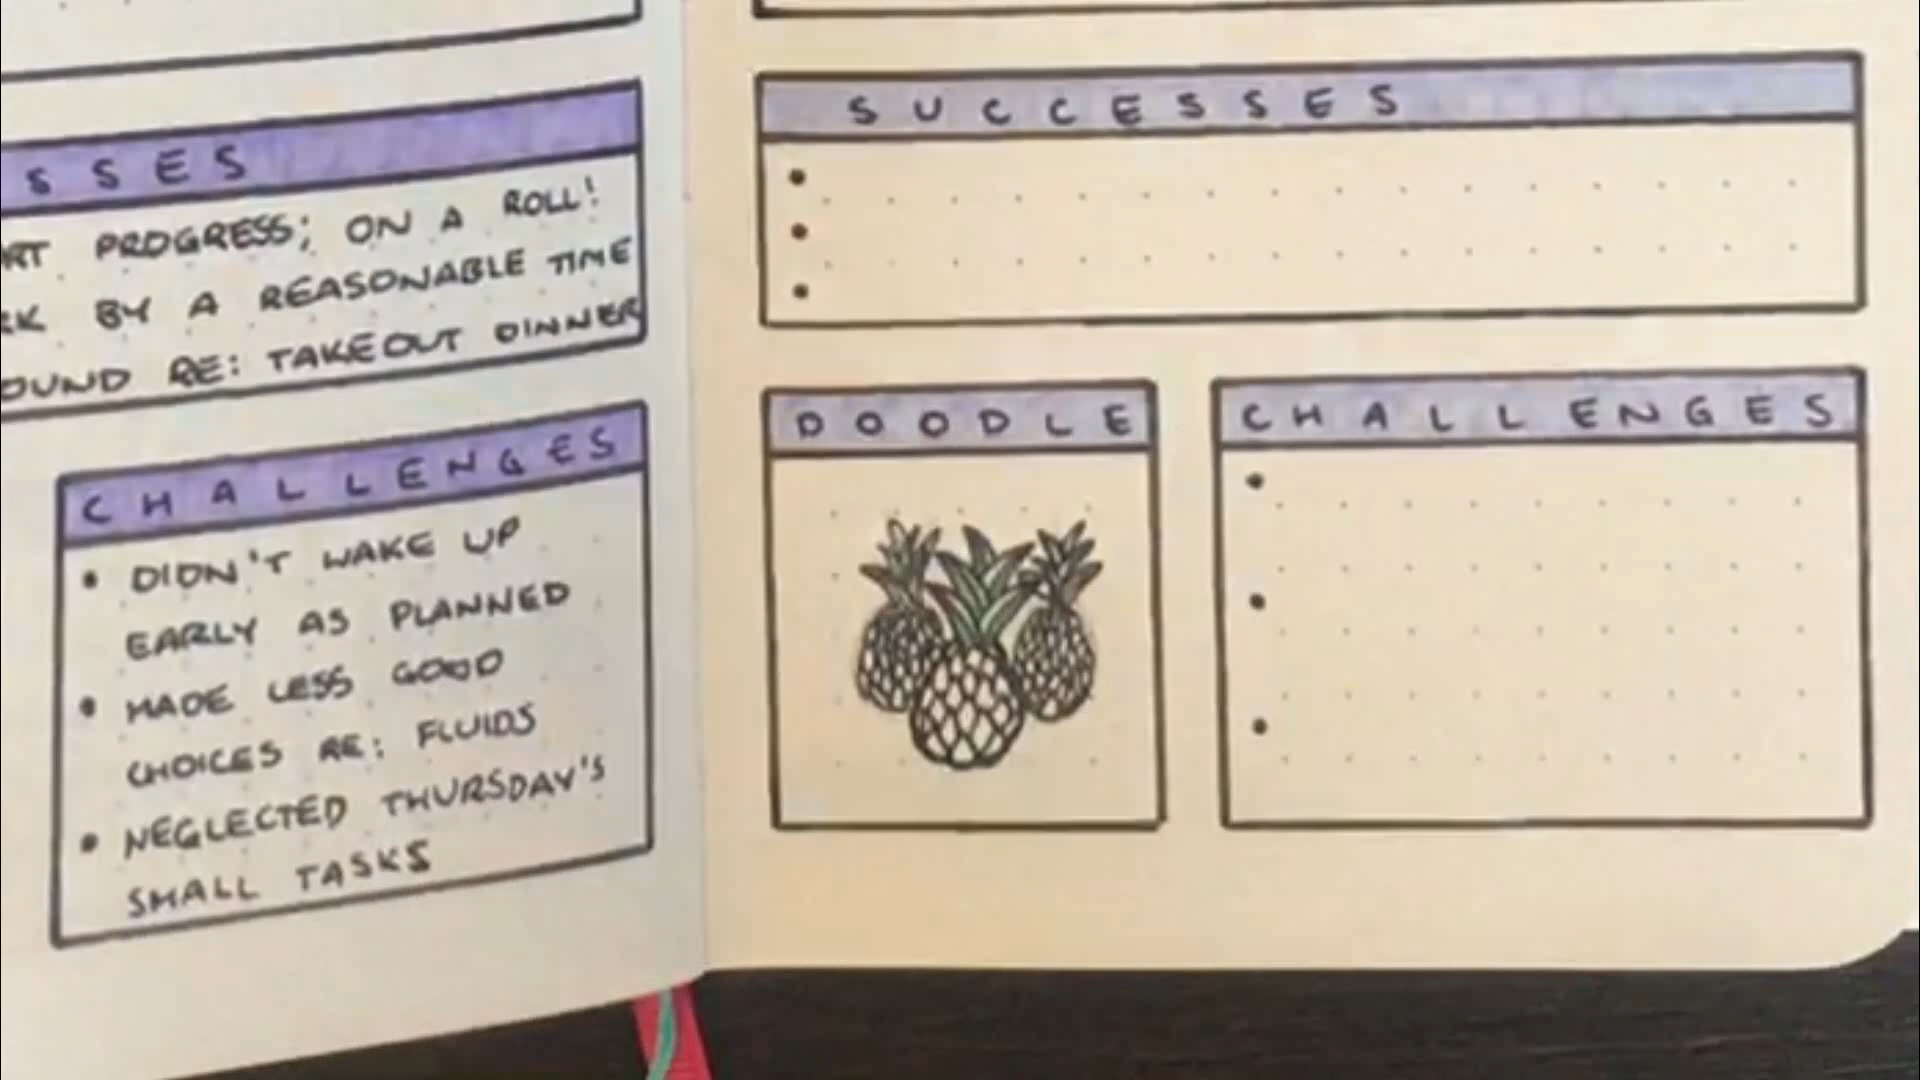 SSES
PROGRESS; ON A ROLL!
BY A REASONABLE TIME
RE: TAKEOUT DINNER
CHALLENGES
• DIDN'T WAKE UP
EARLY AS PLANNED
• MADE LESS GOOD
CHOICES RE: FLUIDS
• NEGLECTED THURSDAY'S
SMALL TASKS
SUCCESSES
DOODLE
CHALLENGES